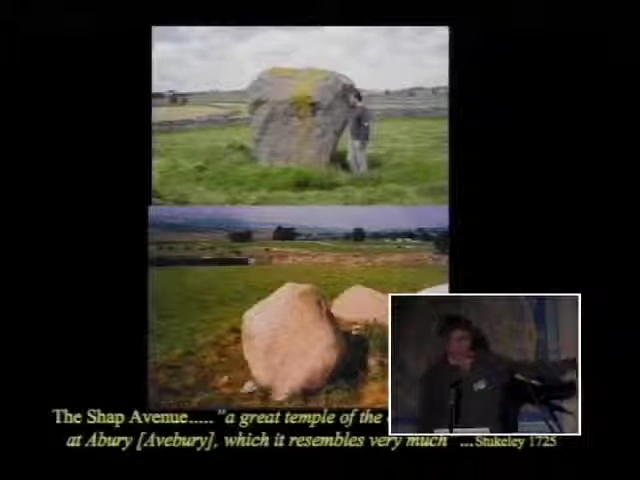 The Shap Avenue..... "a great temple of the
at Abury [Avebury], which it resembles very much" ...Stukeley 1725